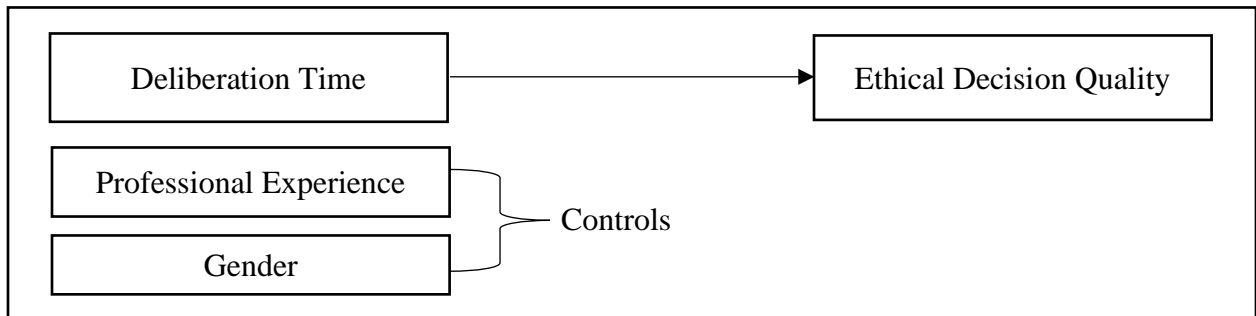 Deliberation Time
Ethical Decision Quality
Professional Experience
Controls
Gender